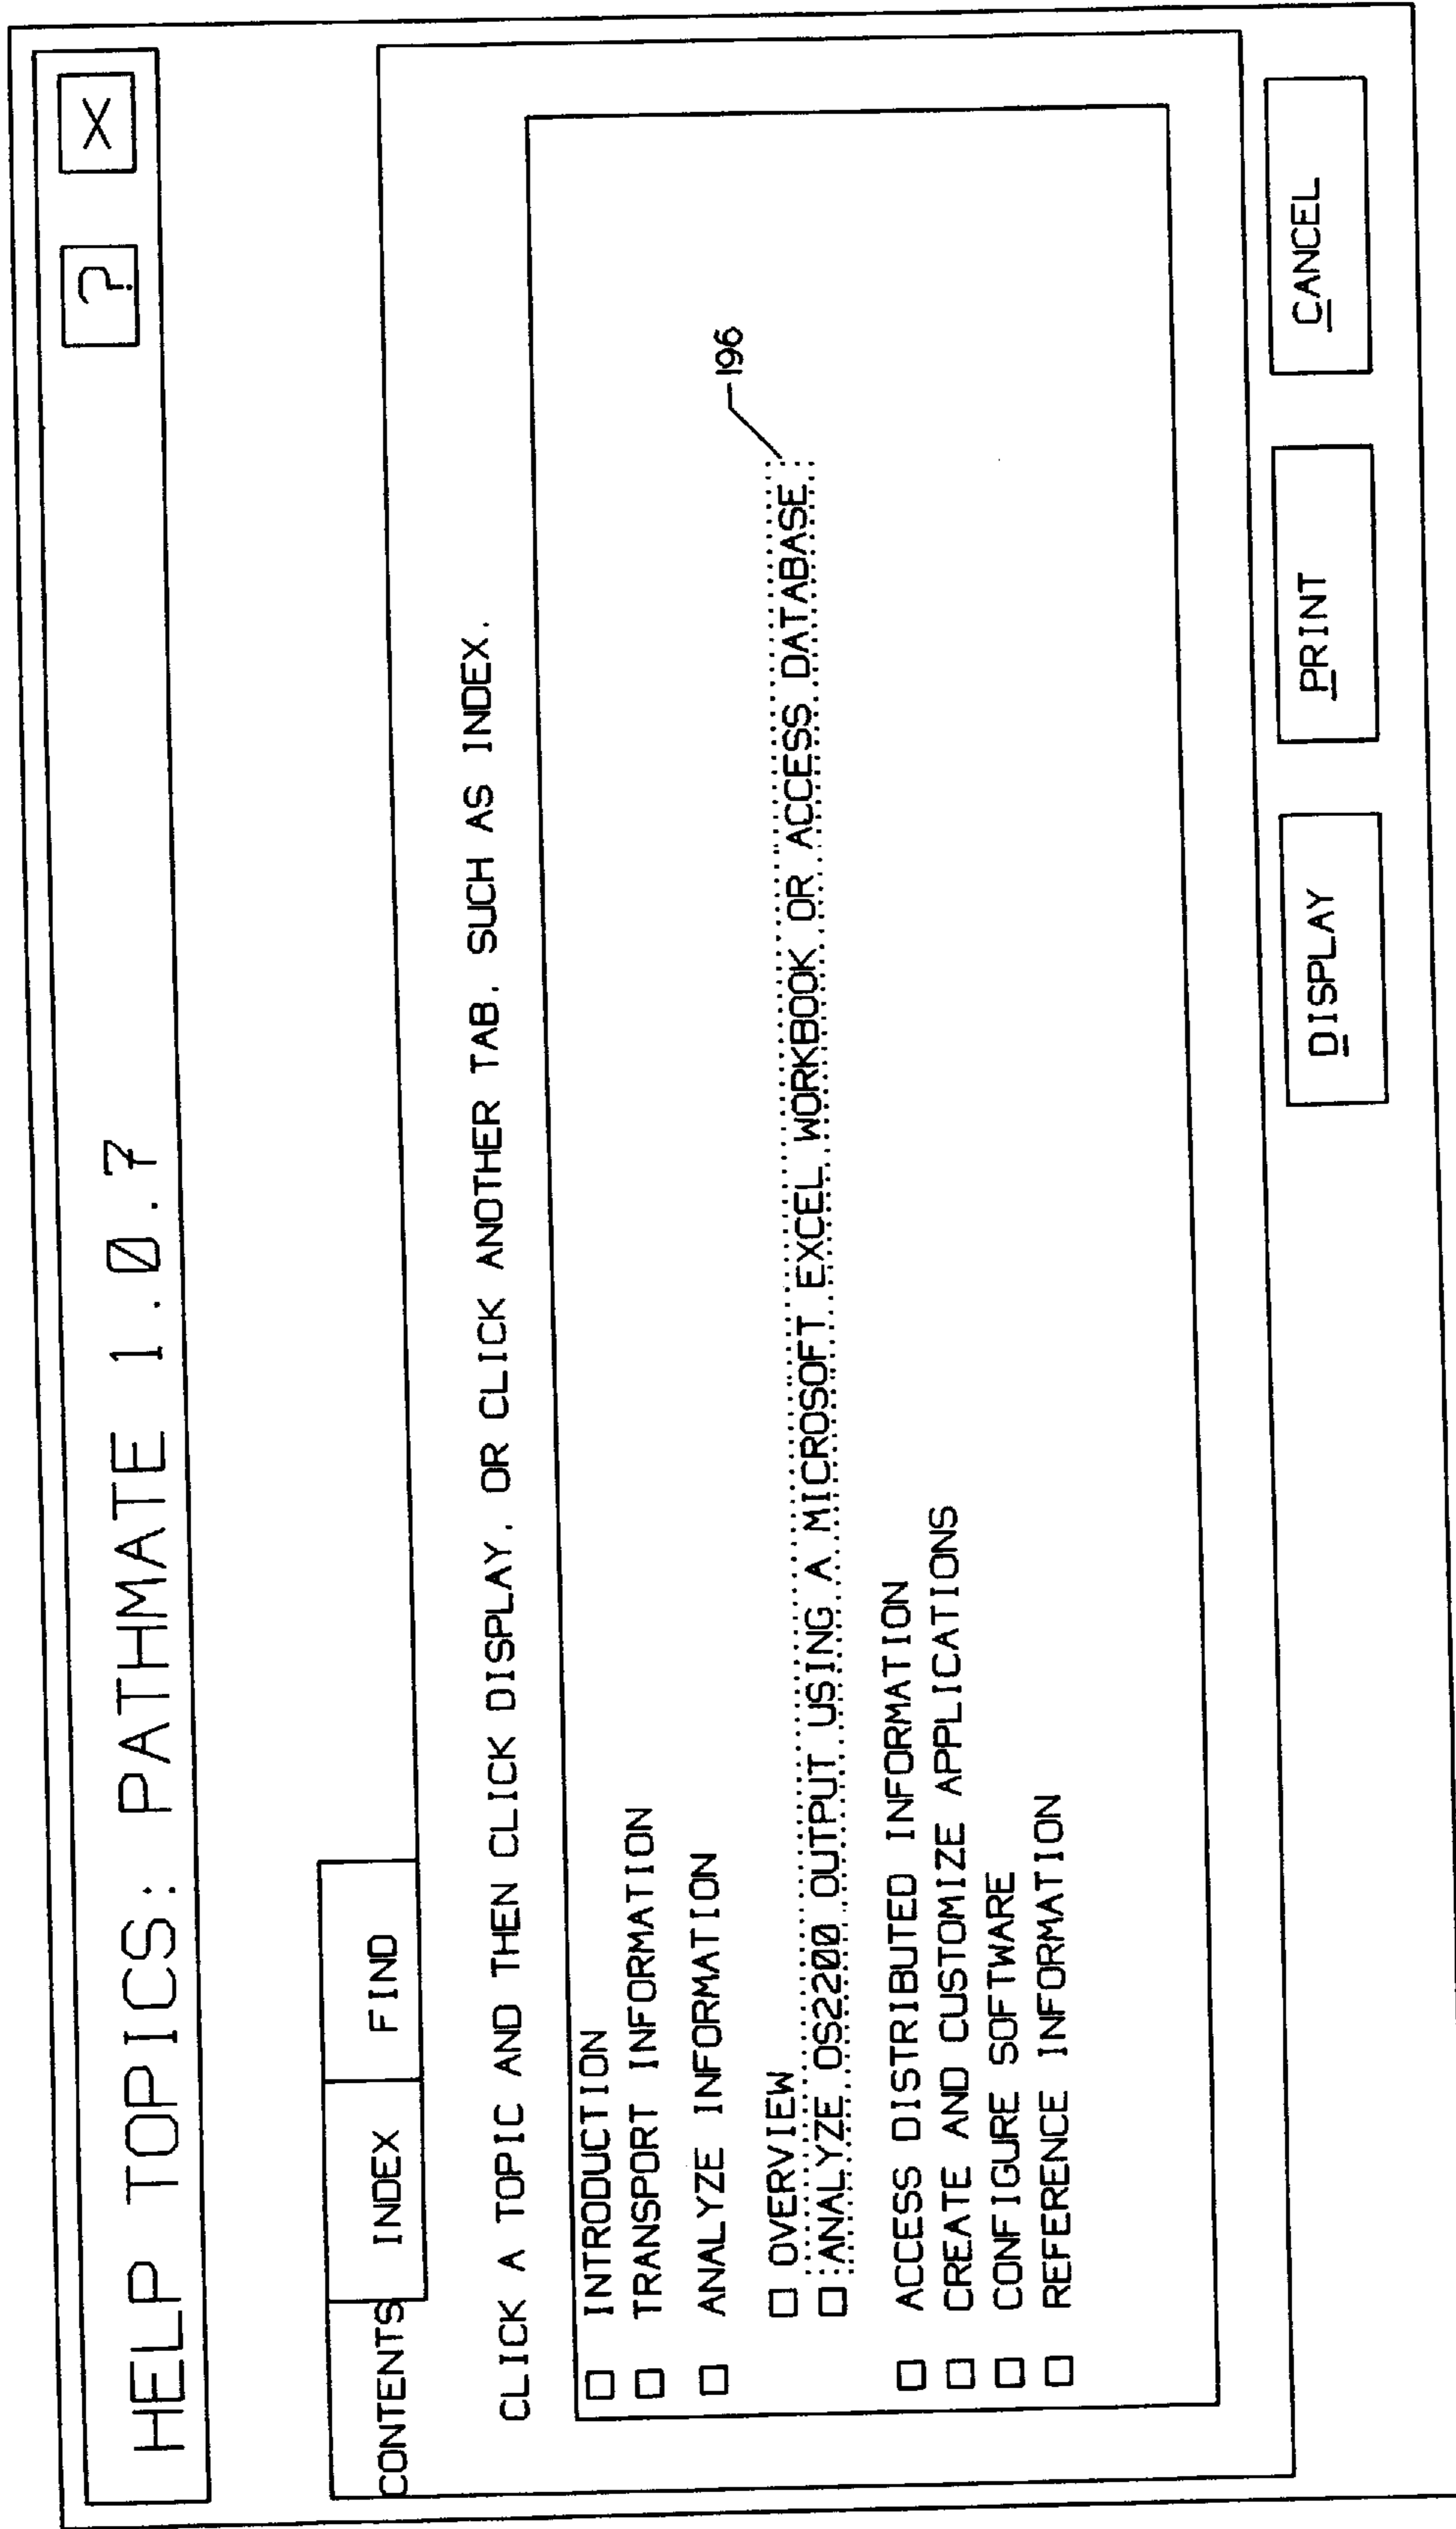 HELP TOPICS: PATHMATE 1.0.7
? X
CONTENTS INDEX FIND
CLICK A TOPIC AND THEN CLICK DISPLAY. OR CLICK ANOTHER TAB. SUCH AS INDEX.
INTRODUCTION
TRANSPORT INFORMATION
ANALYZE INFORMATION
196
OVERVIEW
ANALYZE OS2200 OUTPUT USING A MICROSOFT EXCEL WORKBOOK OR ACCESS DATABASE
ACCESS DISTRIBUTED INFORMATION
CREATE AND CUSTOMIZE APPLICATIONS
CONFIGURE SOFTWARE
REFERENCE INFORMATION
DISPLAY PRINT CANCEL